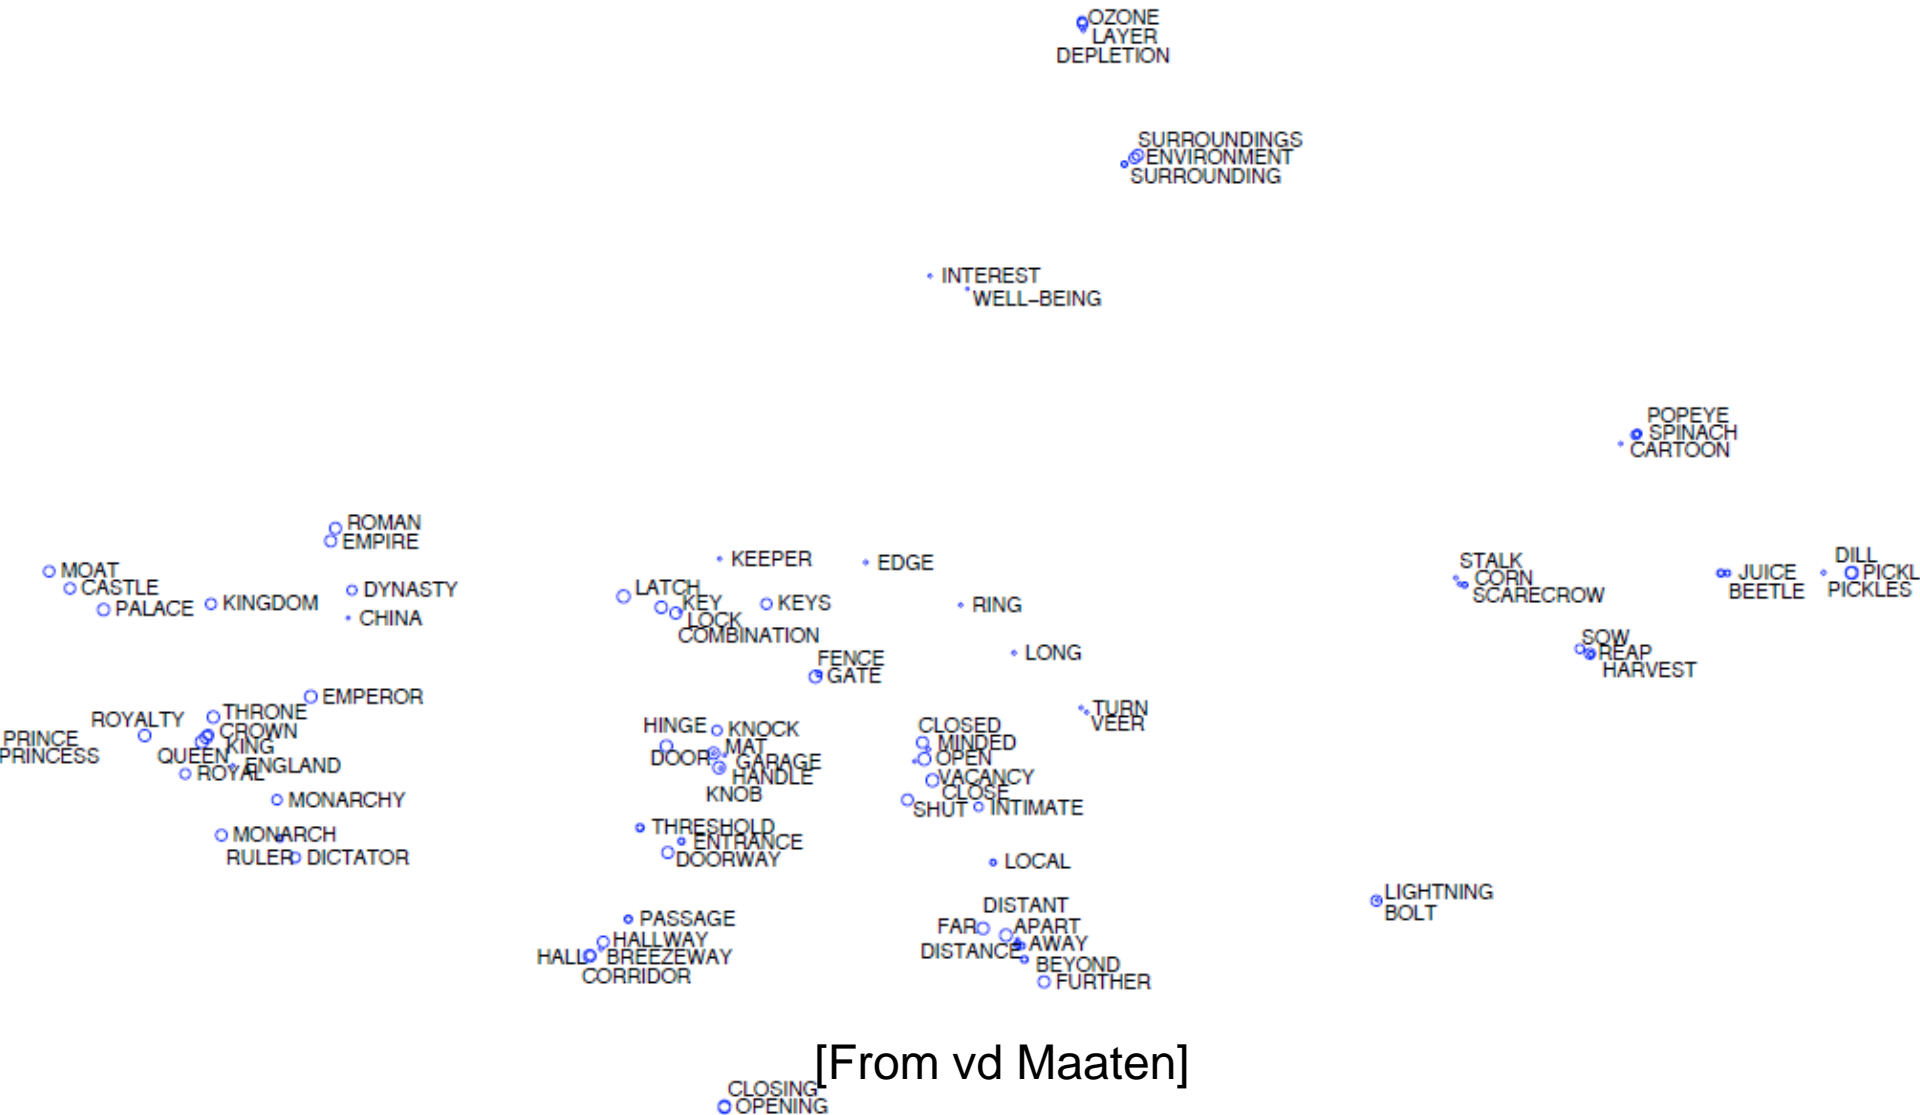 OZONE
LAYER
DEPLETION
SURROUNDINGS
ENVIRONMENT
SURROUNDING
INTEREST
WELL-BEING
POPEYE
SPINACH
CARTOON
ROMAN
EMPIRE
MOAT
CASTLE
PALACE
KINGDOM
DYNASTY
CHINA
KEEPER
EDGE
LATCH
KEY
LOCK
COMBINATION
KEYS
RING
LONG
FENCE
GATE
STALK
CORN
SCARECROW
JUICE
BEETLE
DILL
PICKL
PICKLES
SOW
REAP
HARVEST
EMPEROR
ROYALTY
THRONE
CROWN
KING
QUEEN
PRINCE
PRINCESS
ROYAL
ENGLAND
MONARCHY
MONARCH
RULER
DICTATOR
HINGE
KNOCK
MAT
DOOR
GARAGE
HANDLE
KNOB
TURN
VEER
CLOSED
MINDED
OPEN
VACANCY
CLOSE
SHUT
INTIMATE
THRESHOLD
ENTRANCE
DOORWAY
LOCAL
LIGHTNING
BOLT
PASSAGE
HALLWAY
HALL
BREEZEWAY
CORRIDOR
DISTANT
FAR
APART
AWAY
DISTANCE
BEYOND
FURTHER
[From vd Maaten]
CLOSING
OPENING